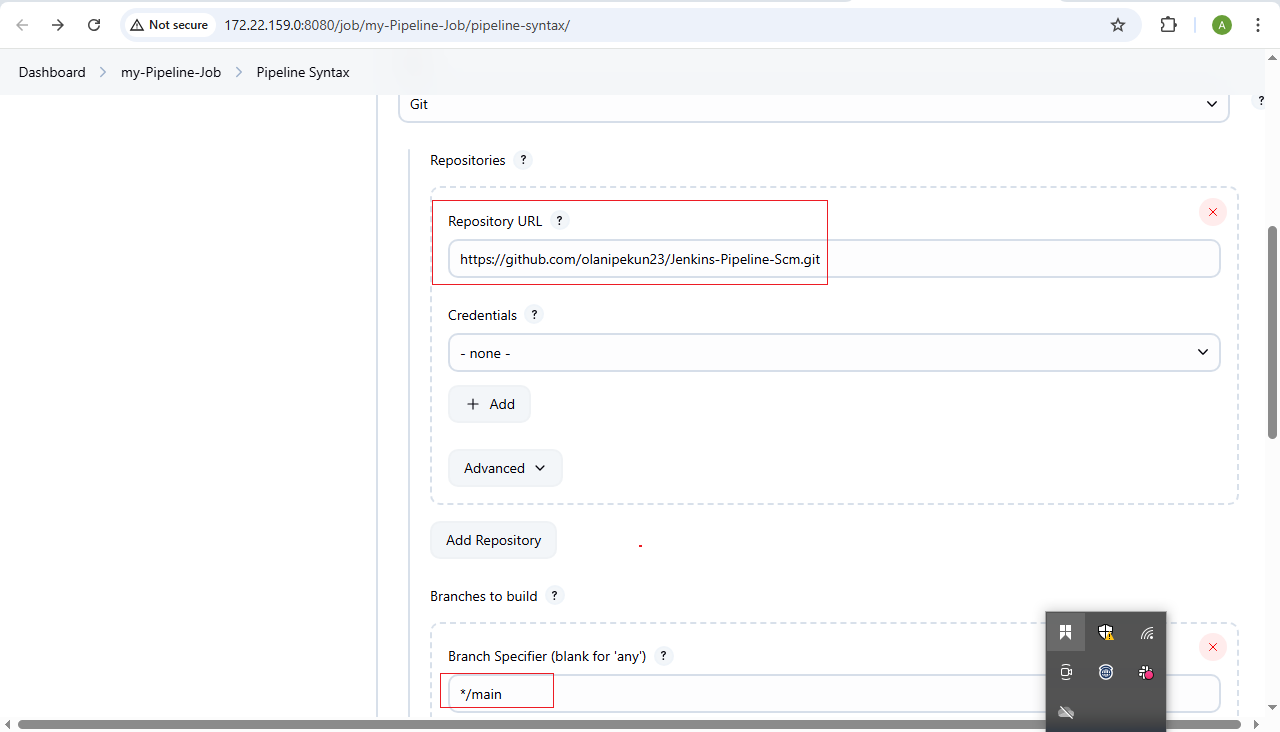 Not secure 172.22.159.0:8080/job/my-Pipeline-Job/pipeline-syntax/ A
Dashboard my-Pipeline-Job Pipeline Syntax
Git ?
Repositories ?
Repository URL ?
https://github.com/olanipekun23/Jenkins-Pipeline-Scm.git
Credentials ?
- none -
+ Add
Advanced
Add Repository
Branches to build ?
Branch Specifier (blank for 'any') ?
*/main